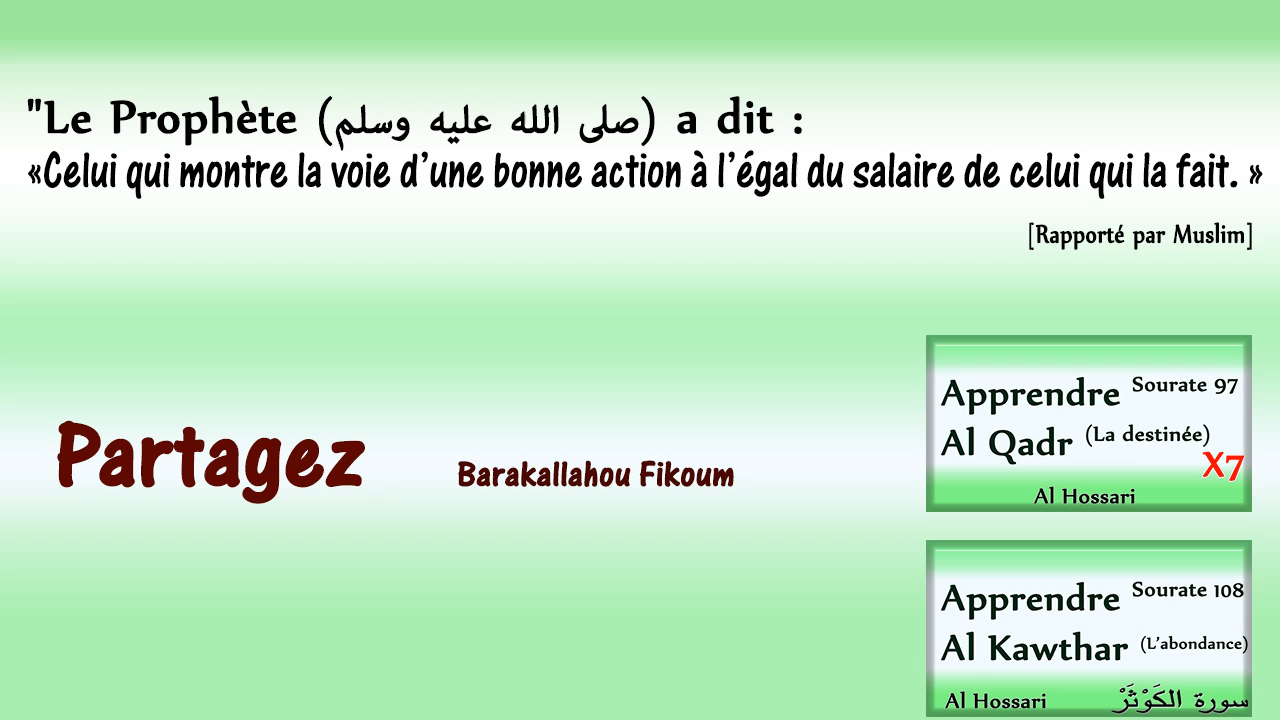 "Le Prophète (صلى الله عليه وسلم) a dit :
«Celui qui montre la voie d’une bonne action à l’égal du salaire de celui qui la fait. »
[Rapporté par Muslim]
Partagez
Barakallahou Fikoum
Apprendre Sourate 97
Al Qadr (La destinée)
X7
Al Hossari
Apprendre Sourate 108
Al Kawthar (L’abondance)
Al Hossari سورة الكَوْثَرْ